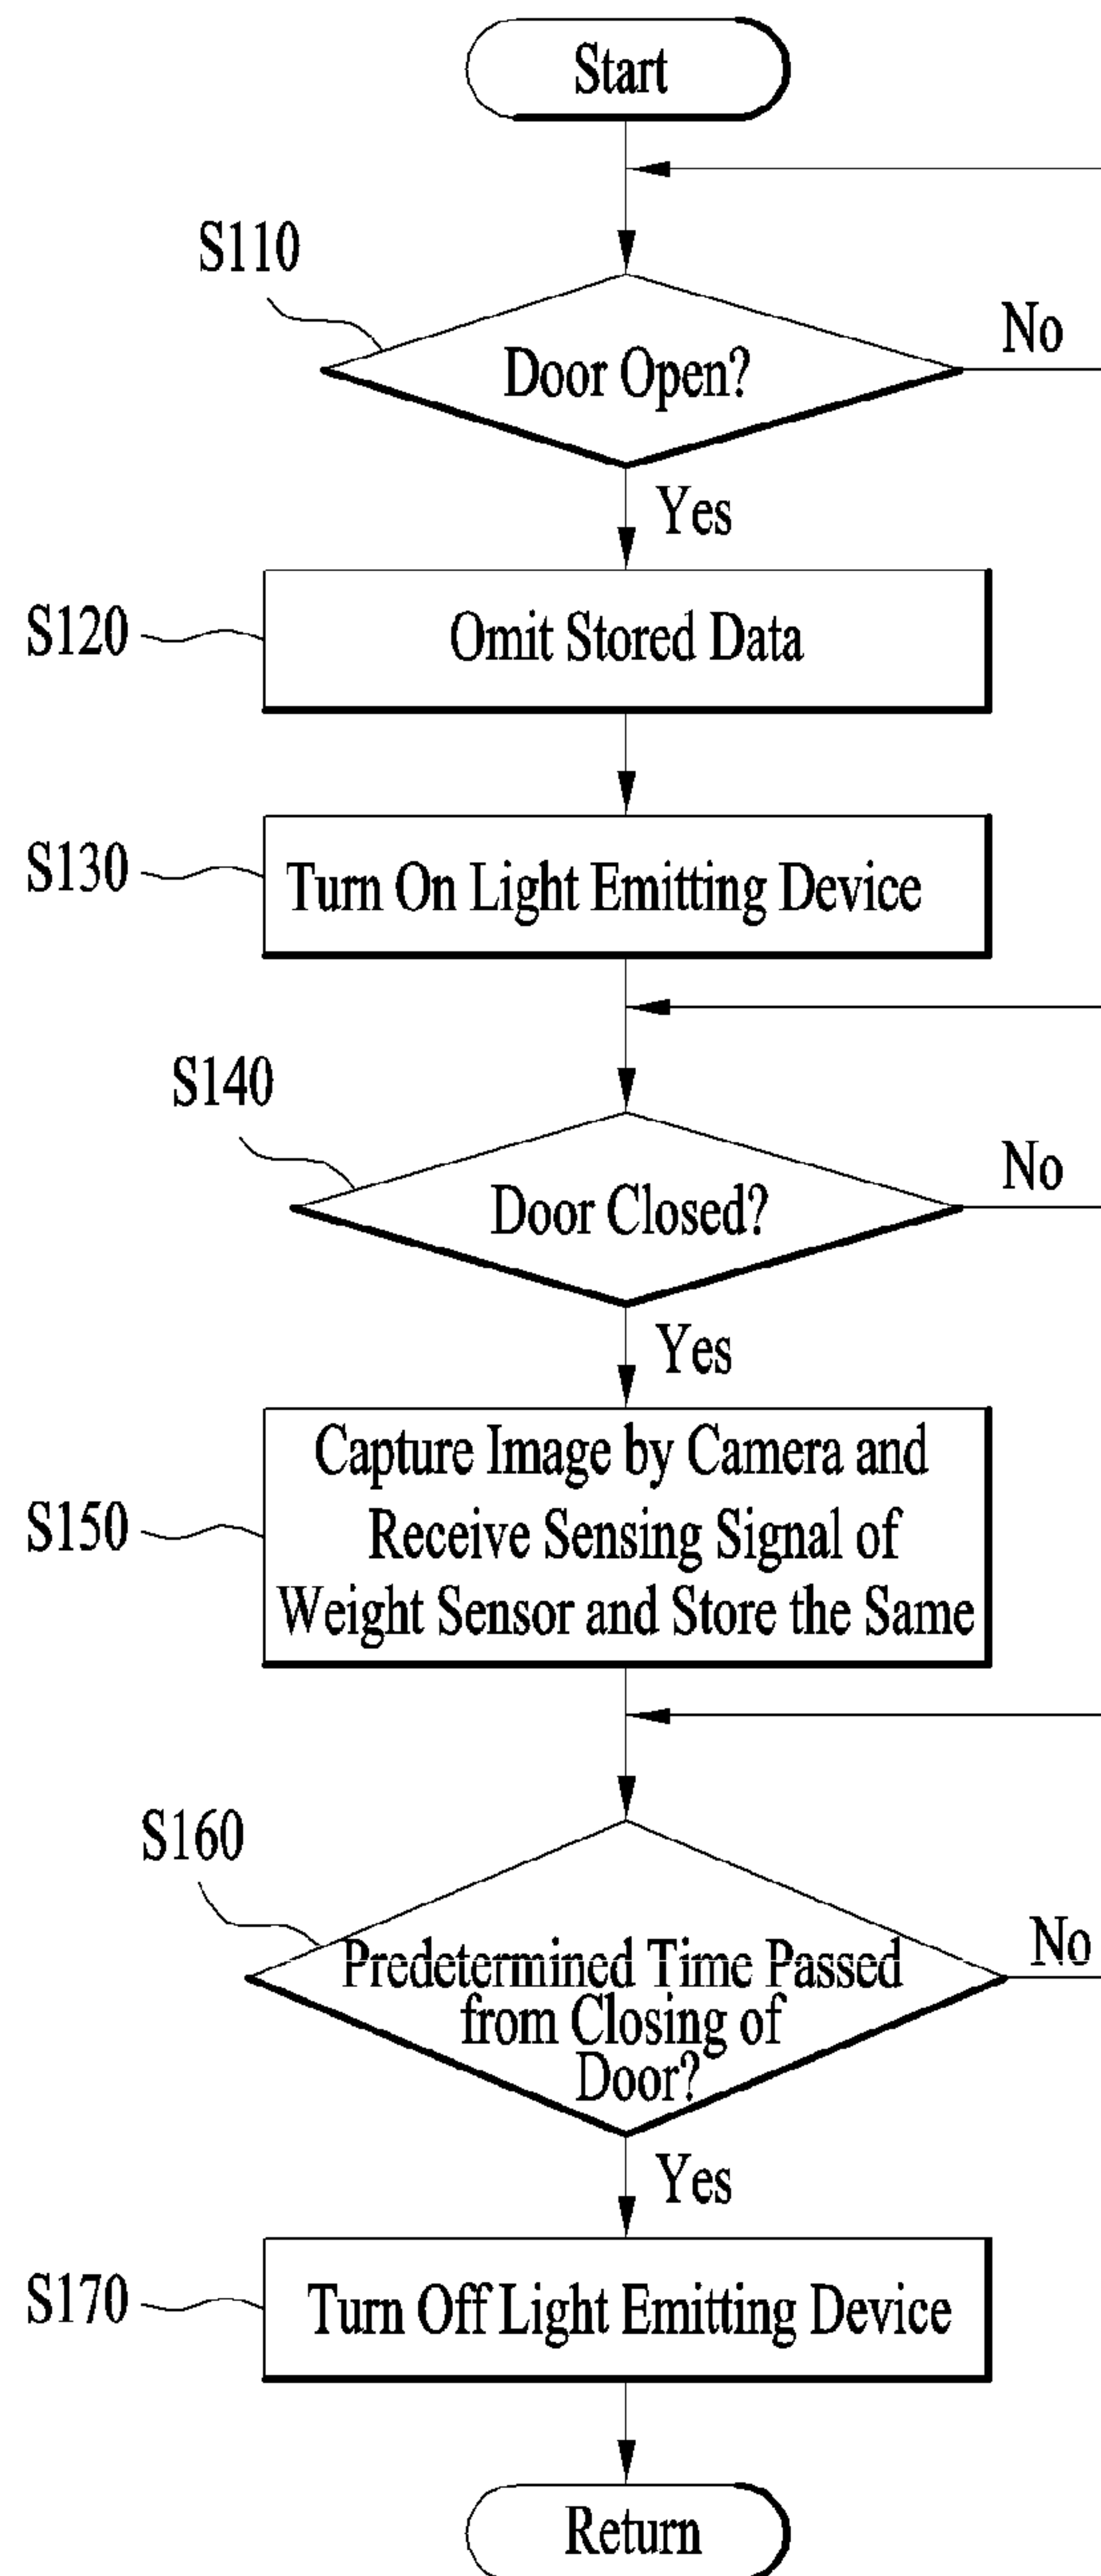 Start
S110
Door Open?
No
Yes
S120
Omit Stored Data
S130
Turn On Light Emitting Device
S140
Door Closed?
No
Yes
S150
Capture Image by Camera and
Receive Sensing Signal of
Weight Sensor and Store the Same
S160
Predetermined Time Passed
from Closing of
Door?
No
Yes
S170
Turn Off Light Emitting Device
Return